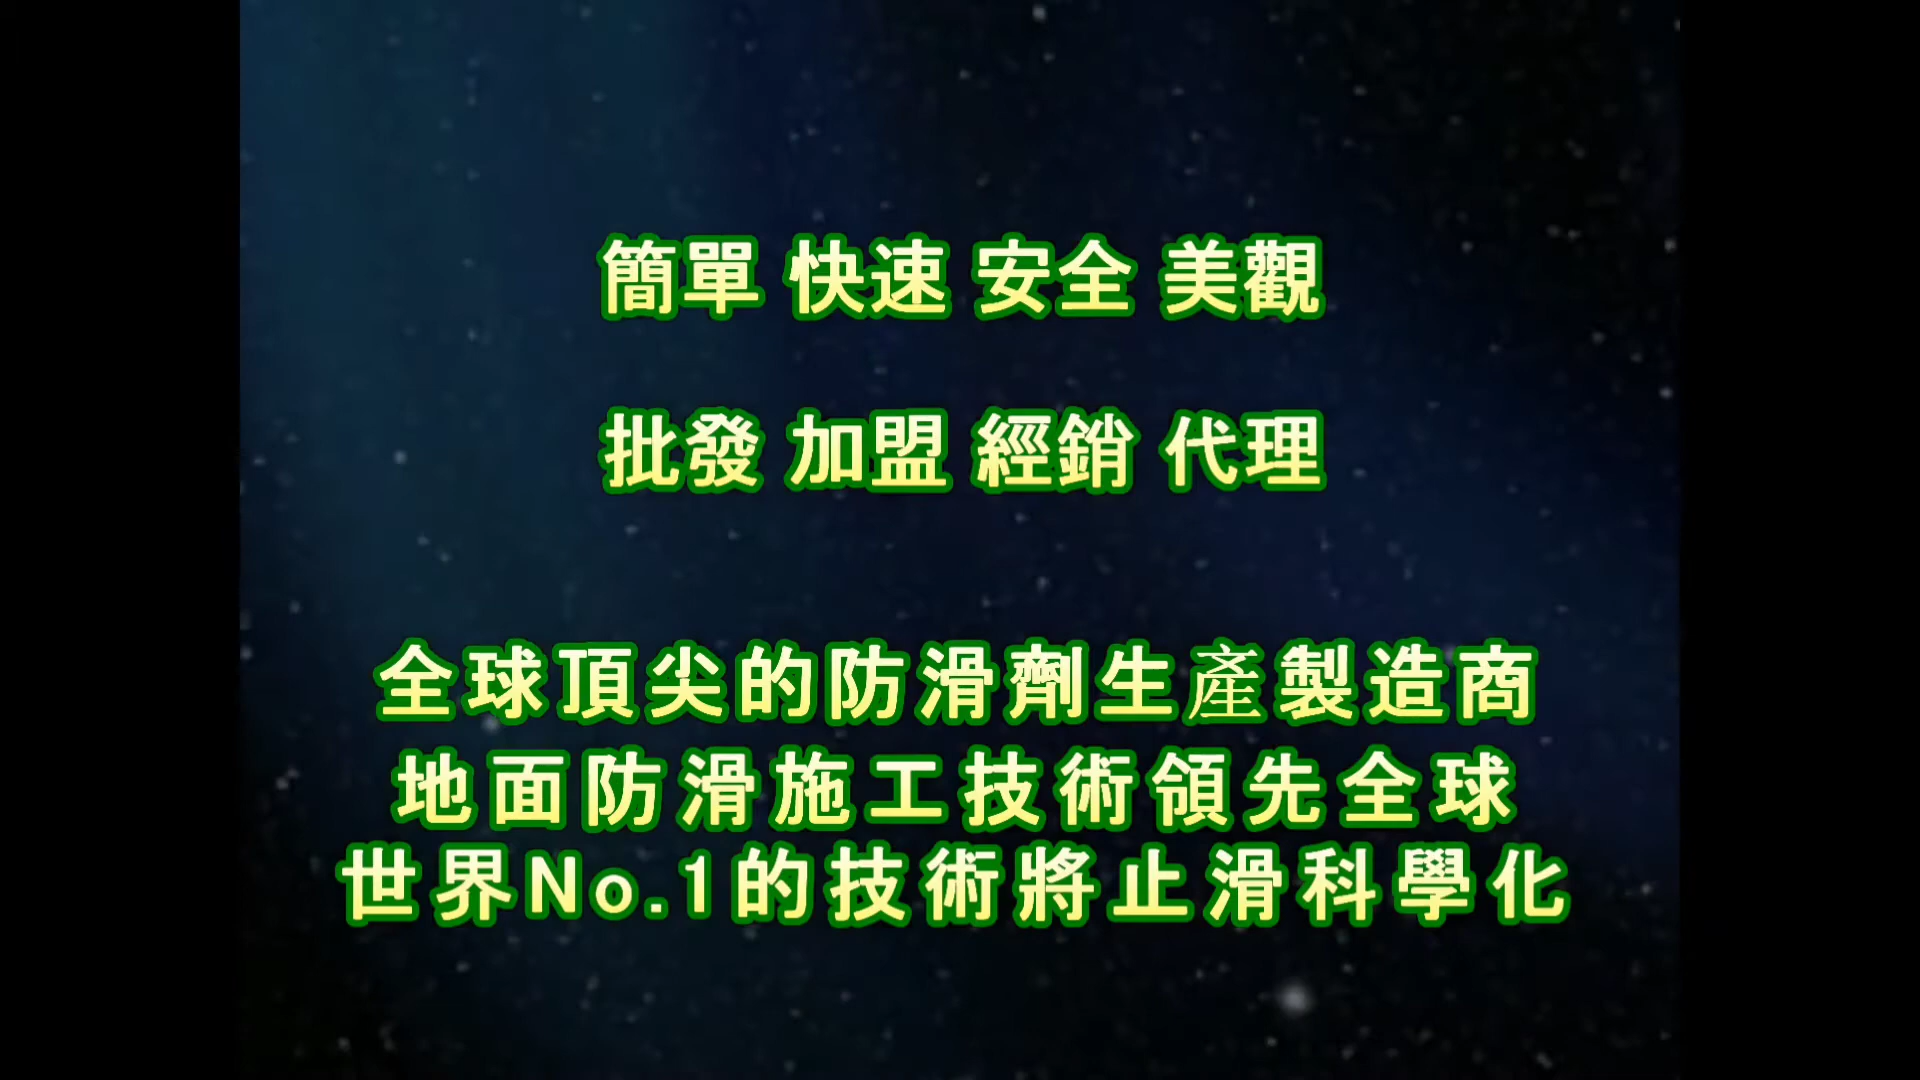 簡單 快速 安全 美觀
批發 加盟 經銷 代理
全球頂尖的防滑劑生產製造商
地面防滑施工技術領先全球
世界No.1的技術將止滑科學化